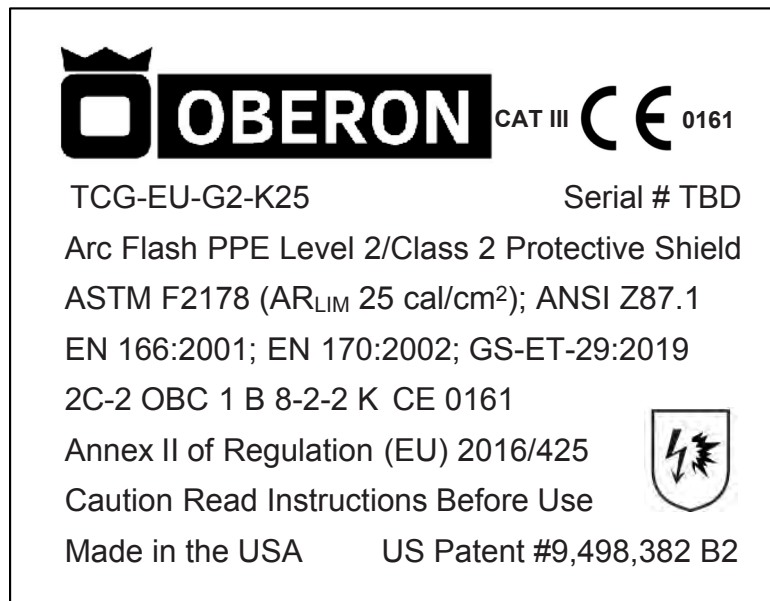 OBERON CAT III CE 0161
TCG-EU-G2-K25 Serial # TBD
Arc Flash PPE Level 2/Class 2 Protective Shield
ASTM F2178 (ARLIM 25 cal/cm²); ANSI Z87.1
EN 166:2001; EN 170:2002; GS-ET-29:2019
2C-2 OBC 1 B 8-2-2 K CE 0161
Annex II of Regulation (EU) 2016/425
Caution Read Instructions Before Use
Made in the USA US Patent #9,498,382 B2